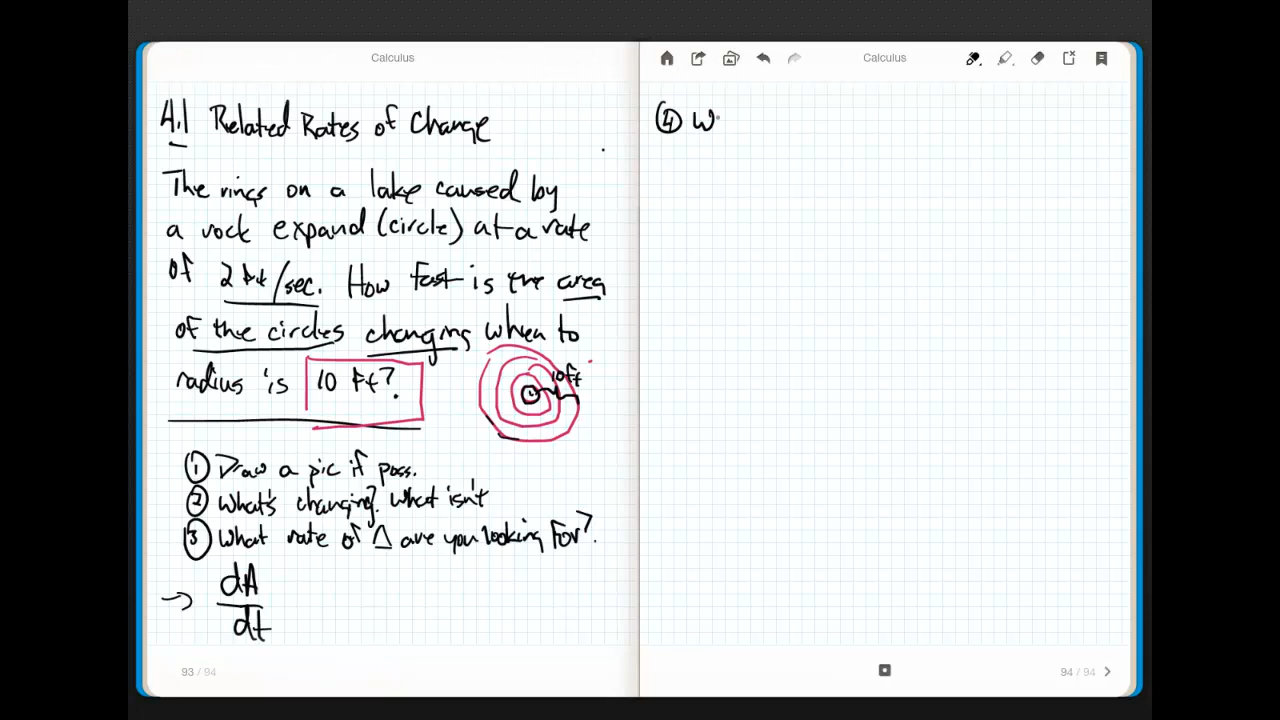 Calculus
4.1 Related Rates of Change
The rings on a lake caused by
a rock expand (circle) at a rate
of 2 ft/sec. How fast is the area
of the circles changing when to
radius is 10 ft?
10ft
① Draw a pic if poss.
② What's changing? What isn't
③ What rate of Δ are you looking for?
→ dA
dt
93 / 94
Calculus
④ W
94 / 94